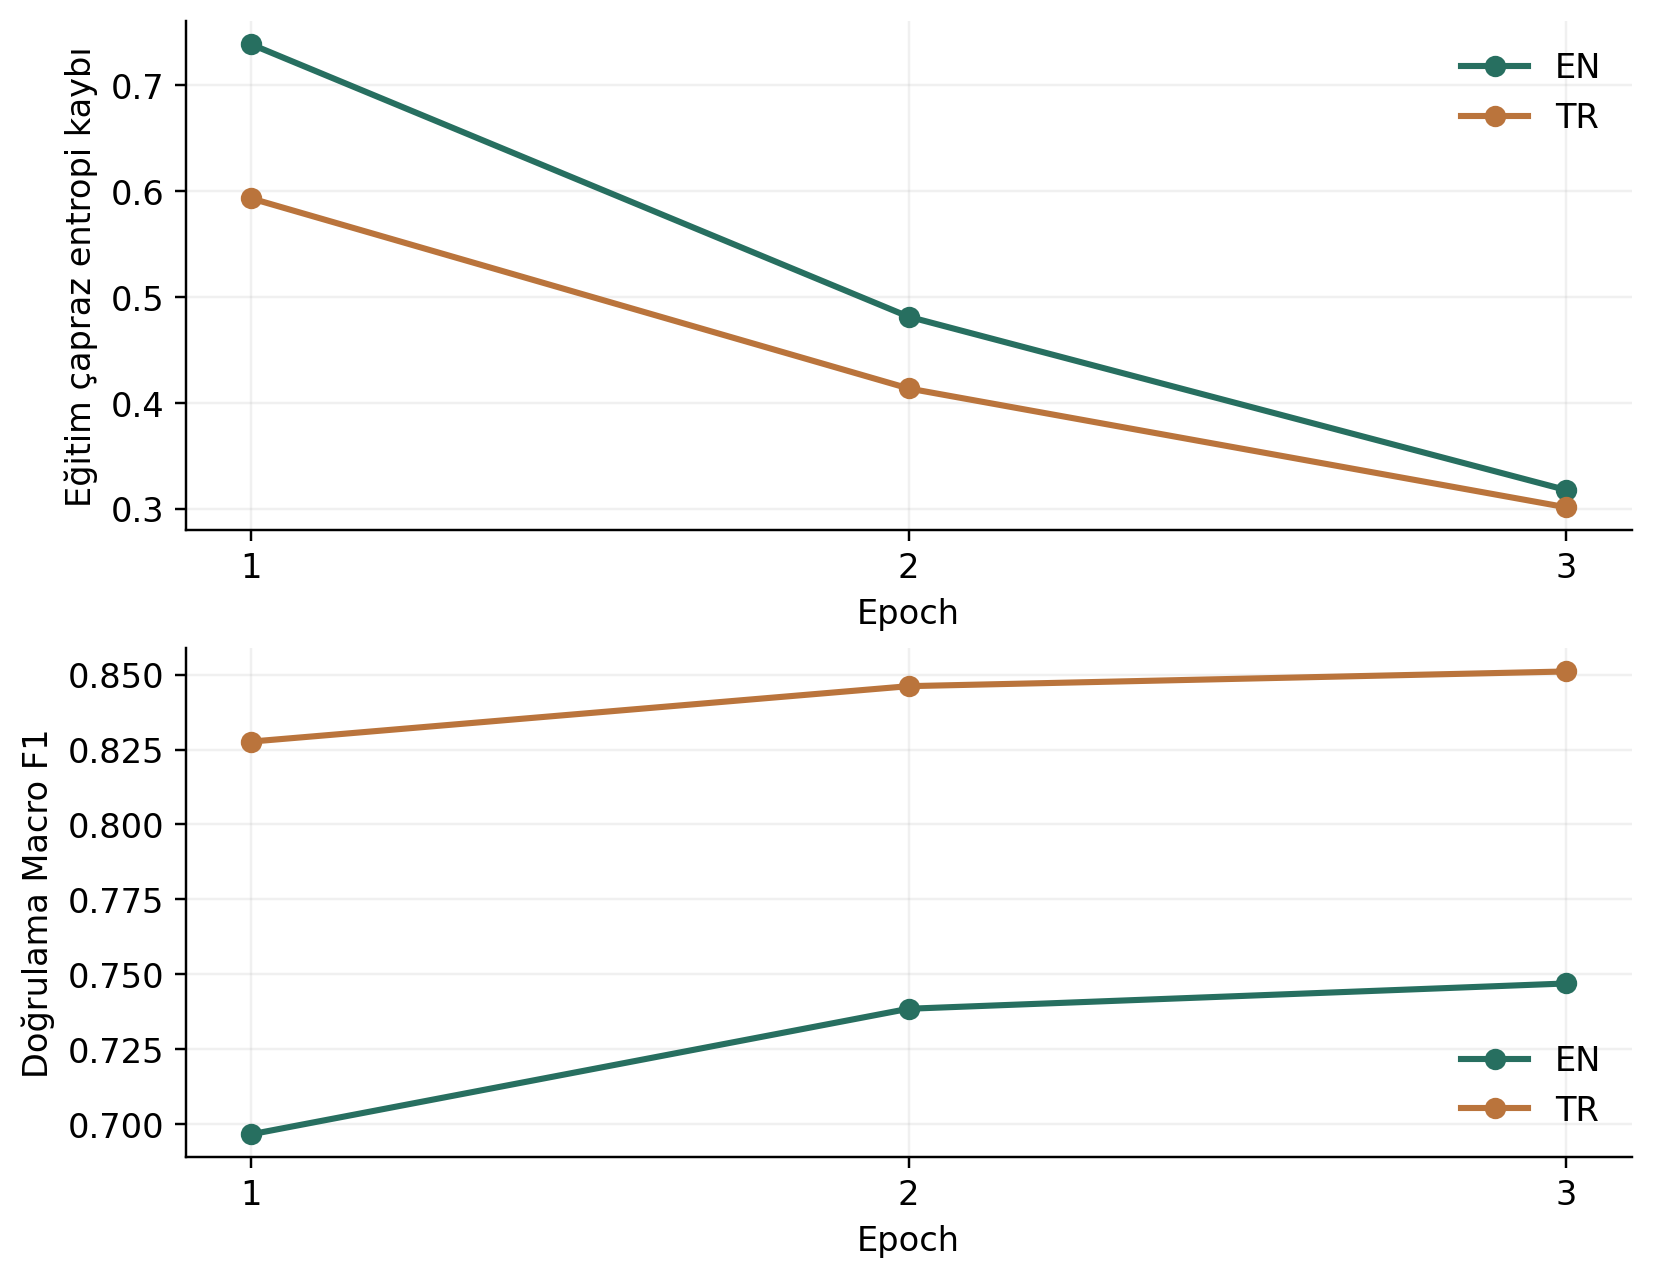 Eğitim çapraz entropi kaybı
0.7
0.6
0.5
0.4
0.3
EN
TR
1 2 3
Epoch
Doğrulama Macro F1
0.850
0.825
0.800
0.775
0.750
0.725
0.700
EN
TR
1 2 3
Epoch